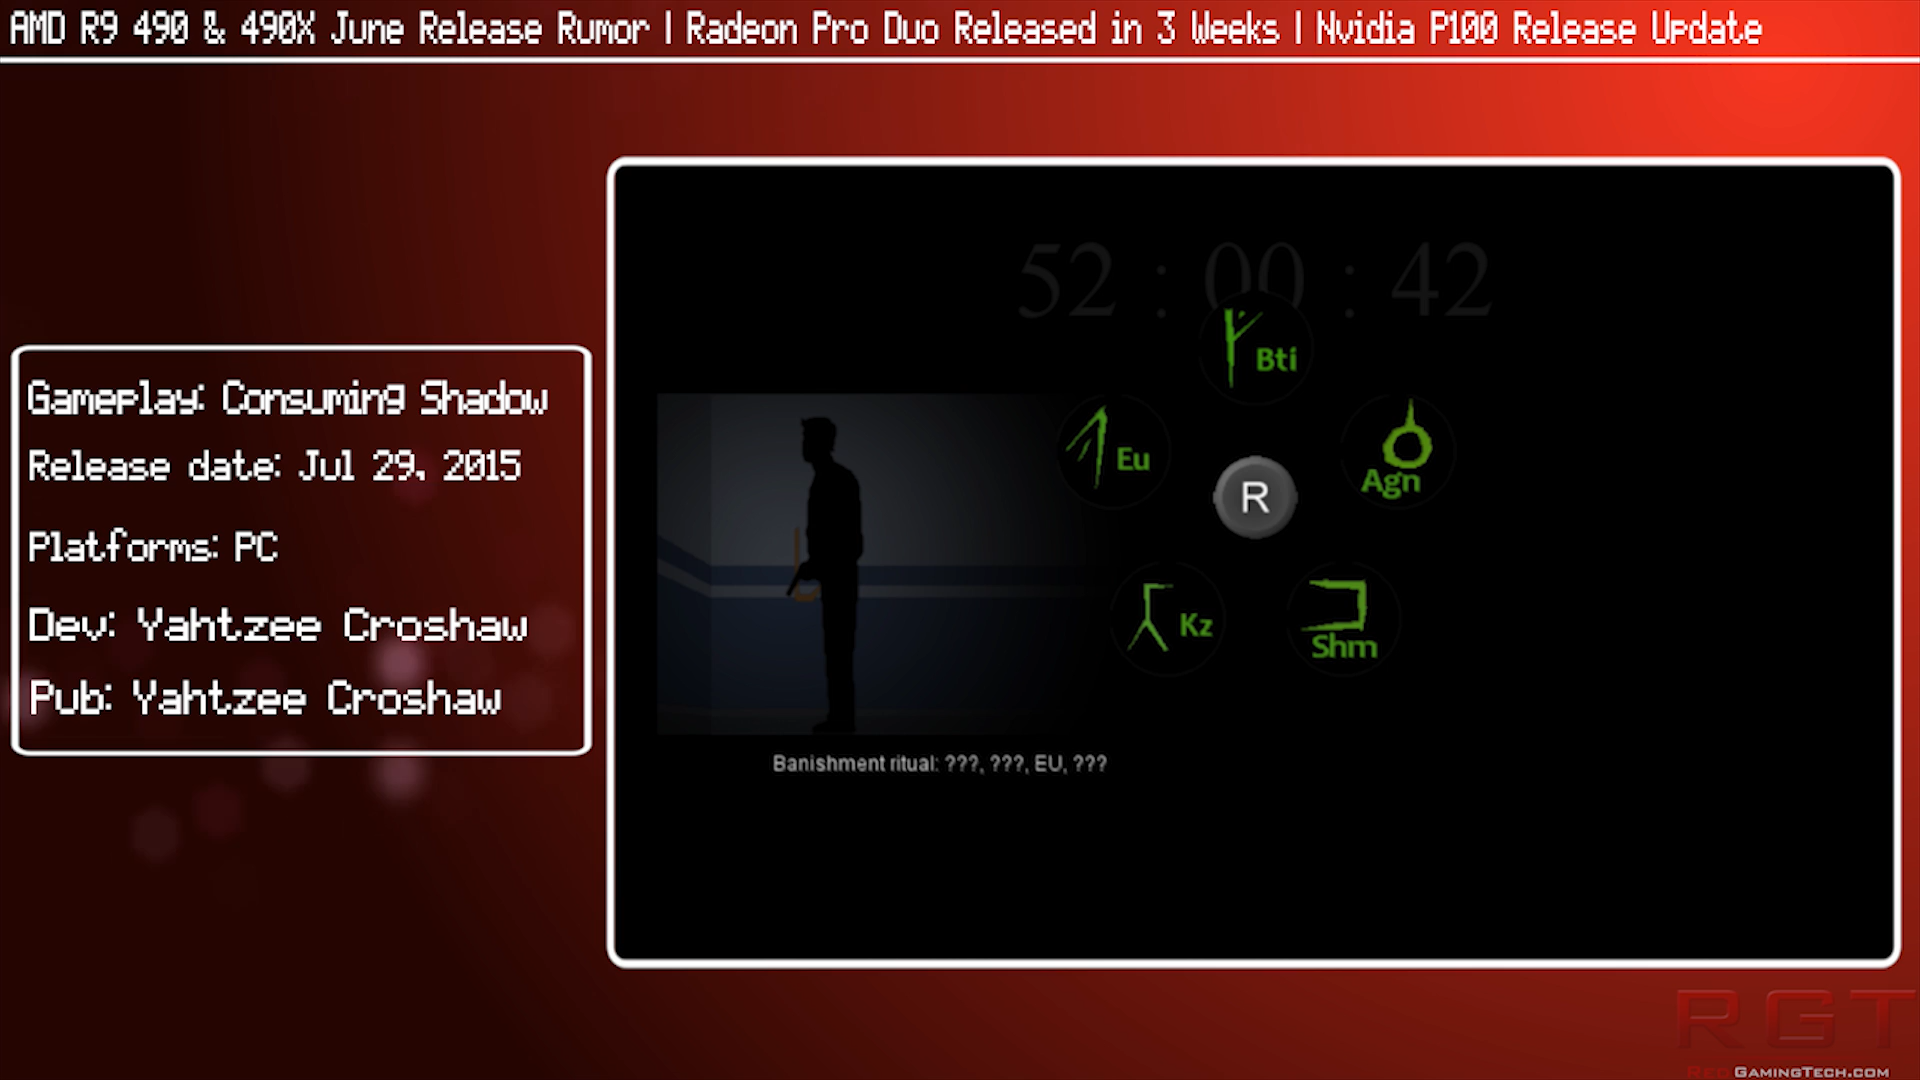 AMD R9 490 & 490X June Release Rumor | Radeon Pro Duo Released in 3 Weeks | Nvidia P100 Release Update
Gameplay: Consuming Shadow
Release date: Jul 29, 2015
Platforms: PC
Dev: Yahtzee Croshaw
Pub: Yahtzee Croshaw
52 : 00 : 42
Bti
Eu
Agn
R
Kz
Shm
Banishment ritual: ???, ???, EU, ???
RGT
REDGAMINGTECH.COM